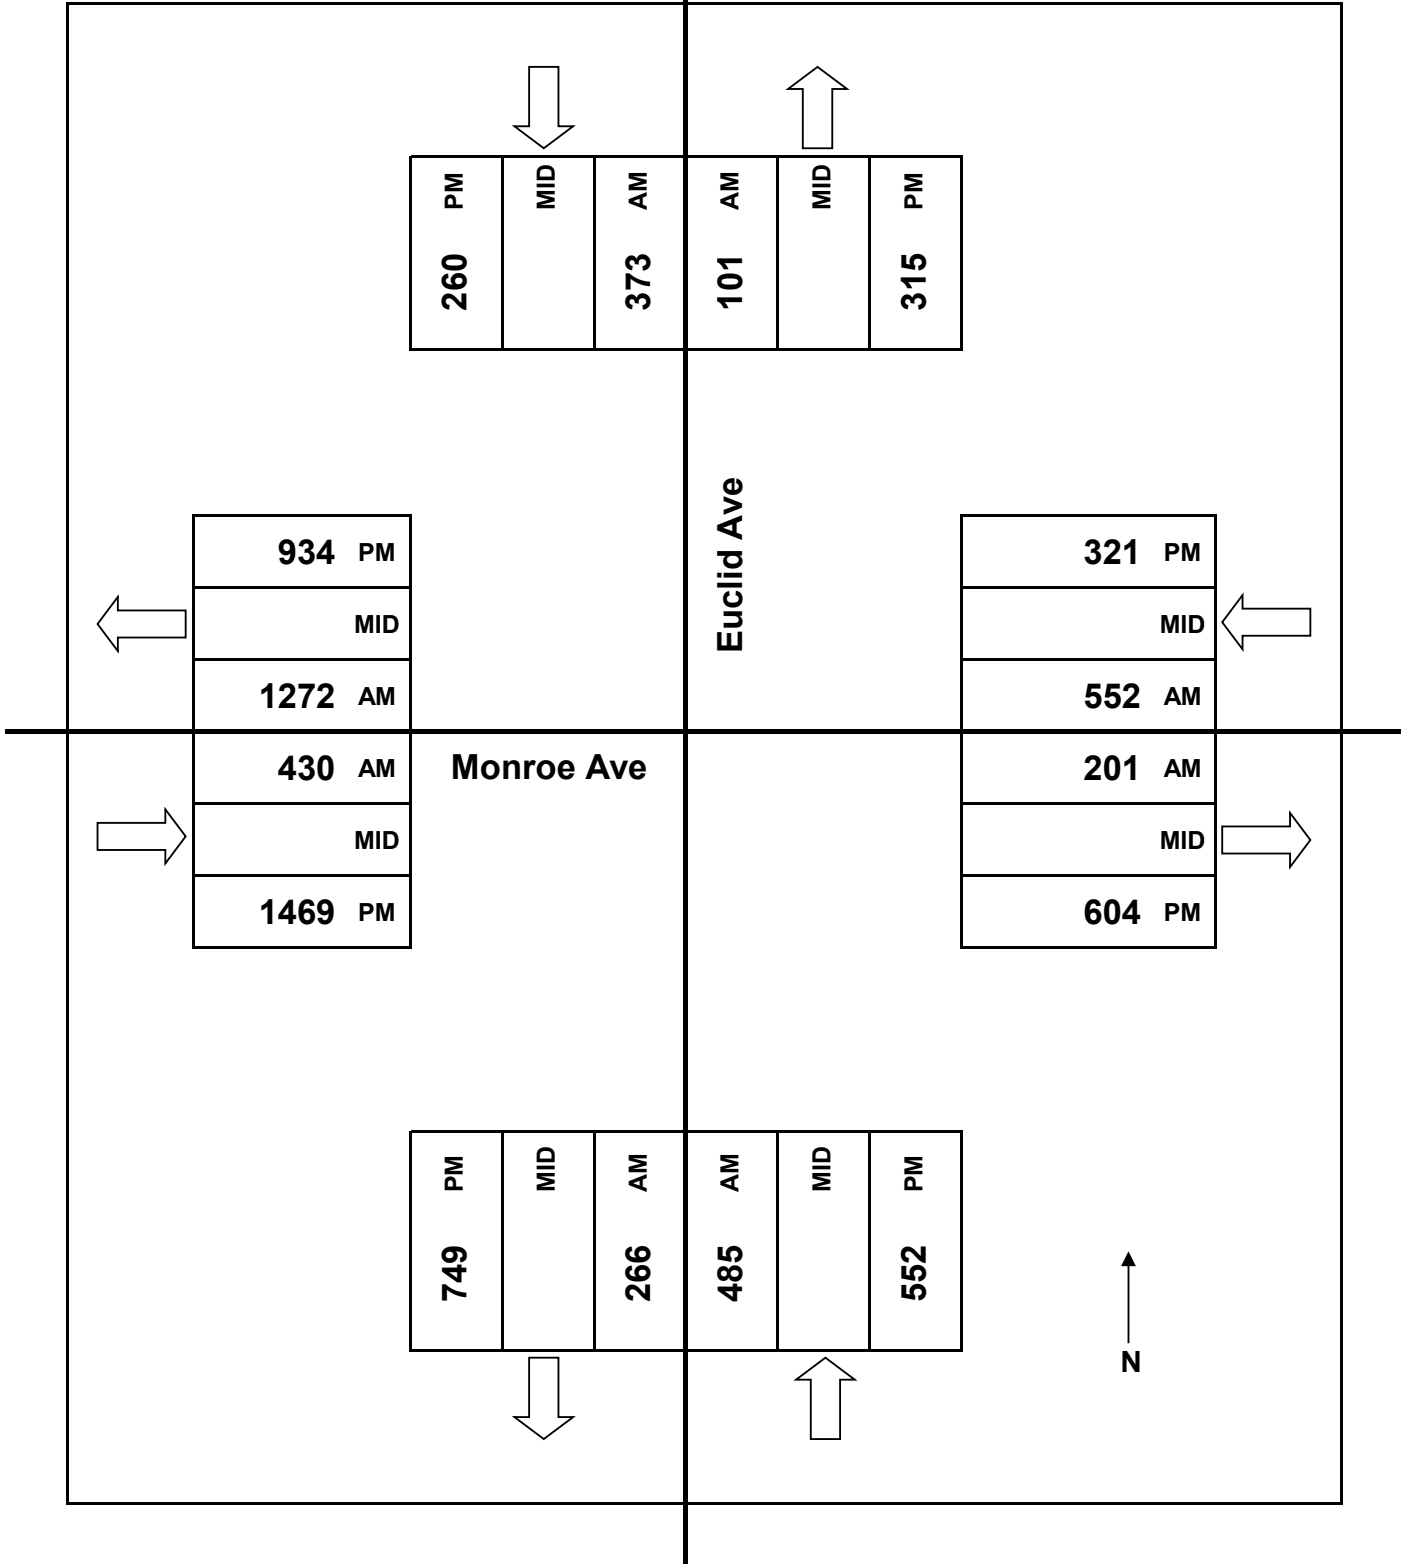 PM MID AM AM MID PM
260 373 101 315
Euclid Ave
934 PM
MID
1272 AM
430 AM
MID
1469 PM
Monroe Ave
321 PM
MID
552 AM
201 AM
MID
604 PM
PM MID AM AM MID PM
749 266 485 552
N